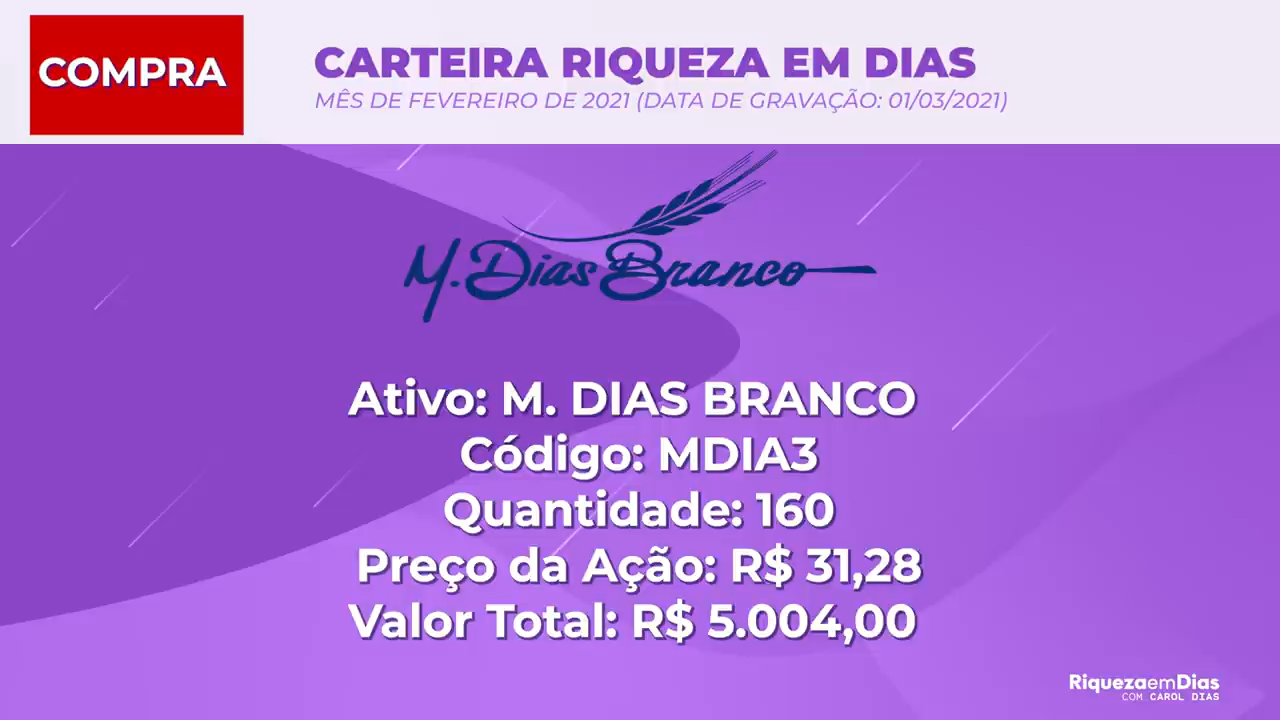 COMPRA
CARTEIRA RIQUEZA EM DIAS
MÊS DE FEVEREIRO DE 2021 (DATA DE GRAVAÇÃO: 01/03/2021)
M. Dias Branco
Ativo: M. DIAS BRANCO
Código: MDIA3
Quantidade: 160
Preço da Ação: R$ 31,28
Valor Total: R$ 5.004,00
RiquezaemDias
COM CAROL DIAS